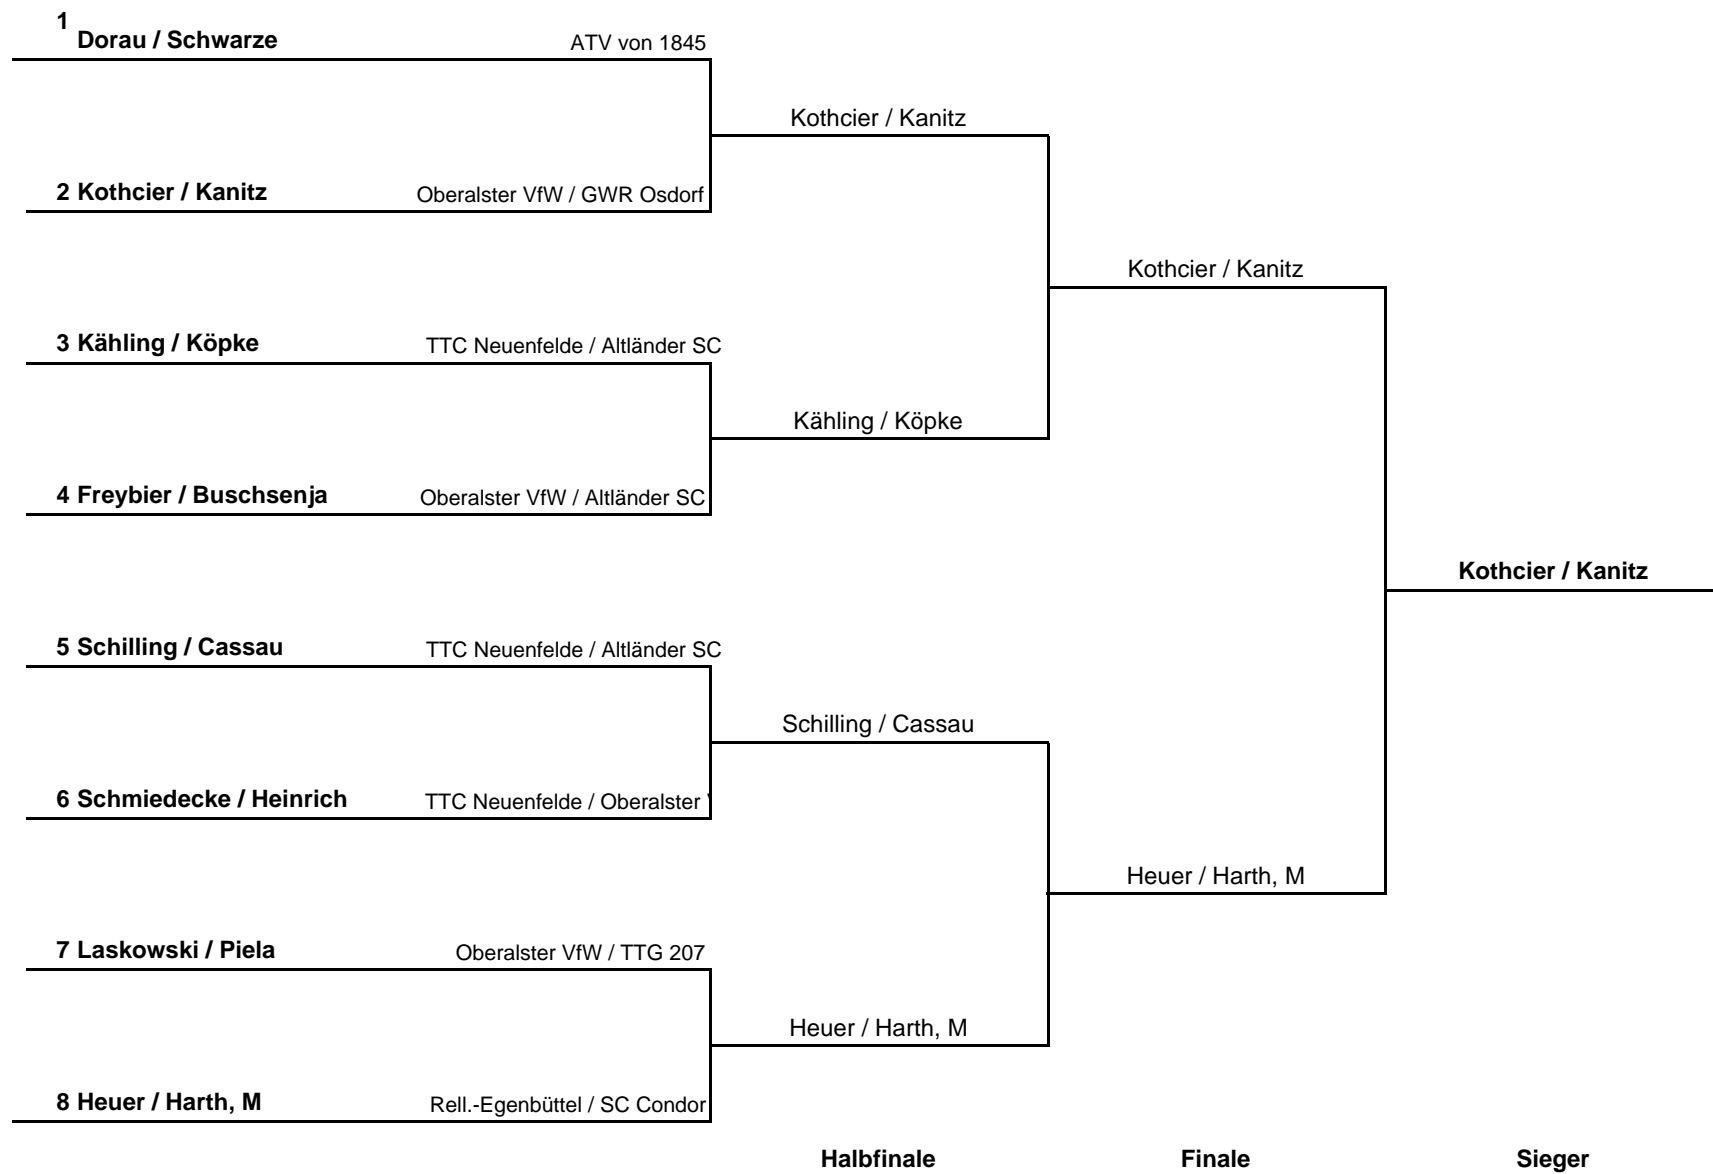 1
Dorau / Schwarze ATV von 1845
Kothcier / Kanitz
2 Kothcier / Kanitz Oberalster VfW / GWR Osdorf
Kothcier / Kanitz
3 Kähling / Köpke TTC Neuenfelde / Altländer SC
Kähling / Köpke
4 Freybier / Buschsenja Oberalster VfW / Altländer SC
Kothcier / Kanitz
5 Schilling / Cassau TTC Neuenfelde / Altländer SC
Schilling / Cassau
6 Schmiedecke / Heinrich TTC Neuenfelde / Oberalster
Heuer / Harth, M
7 Laskowski / Piela Oberalster VfW / TTG 207
Heuer / Harth, M
8 Heuer / Harth, M Rell.-Egenbüttel / SC Condor
Halbfinale Finale Sieger